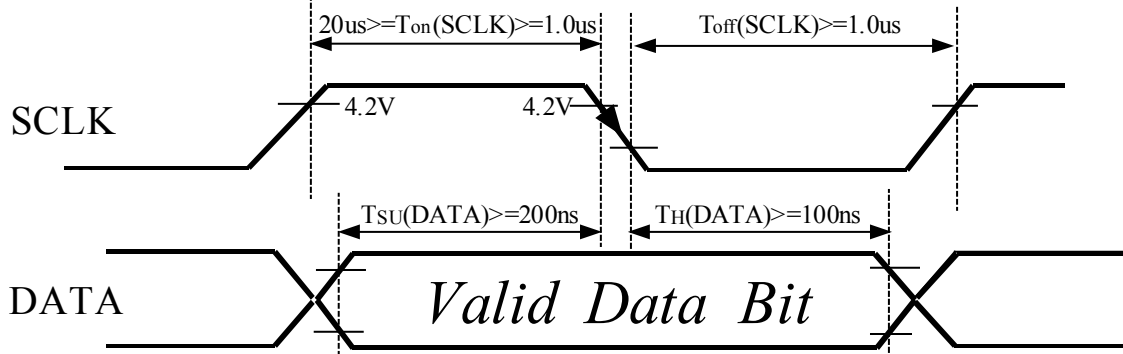 20us>=Ton(SCLK)>=1.0us Toff(SCLK)>=1.0us
SCLK 4.2V 4.2V
TSU(DATA)>=200ns TH(DATA)>=100ns
DATA Valid Data Bit